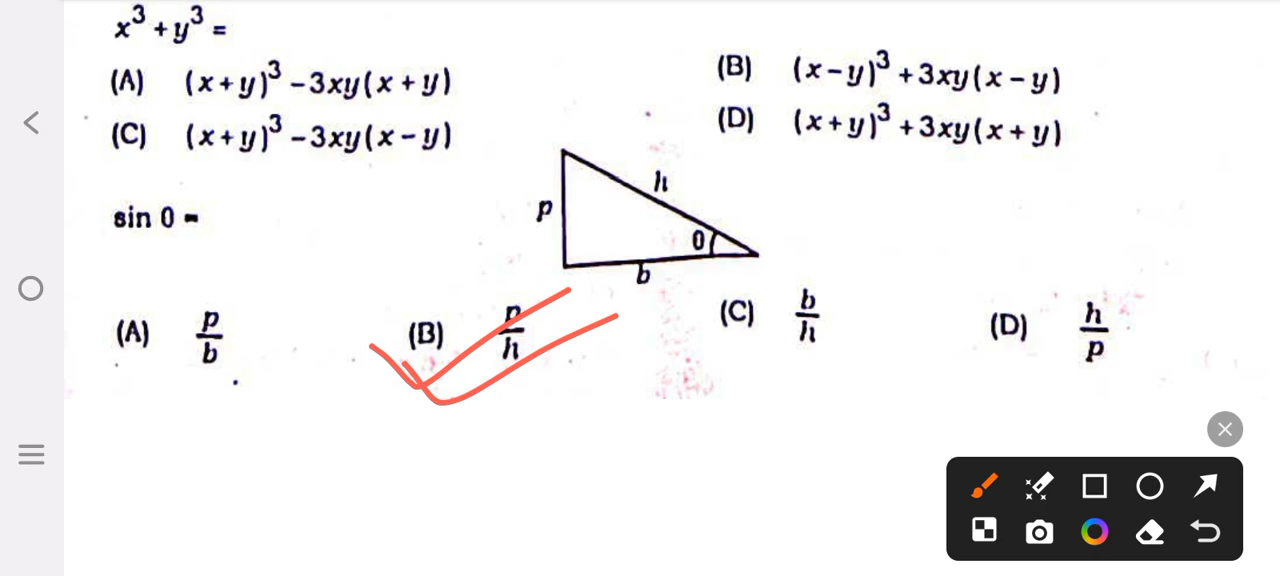 x³ + y³ =
(A) (x + y)³ − 3xy(x + y)
(B) (x − y)³ + 3xy(x − y)
(C) (x + y)³ − 3xy(x − y)
(D) (x + y)³ + 3xy(x + y)
h
p
sin θ =
θ
b
(A) p/b
(B) p/h
(C) b/h
(D) h/p